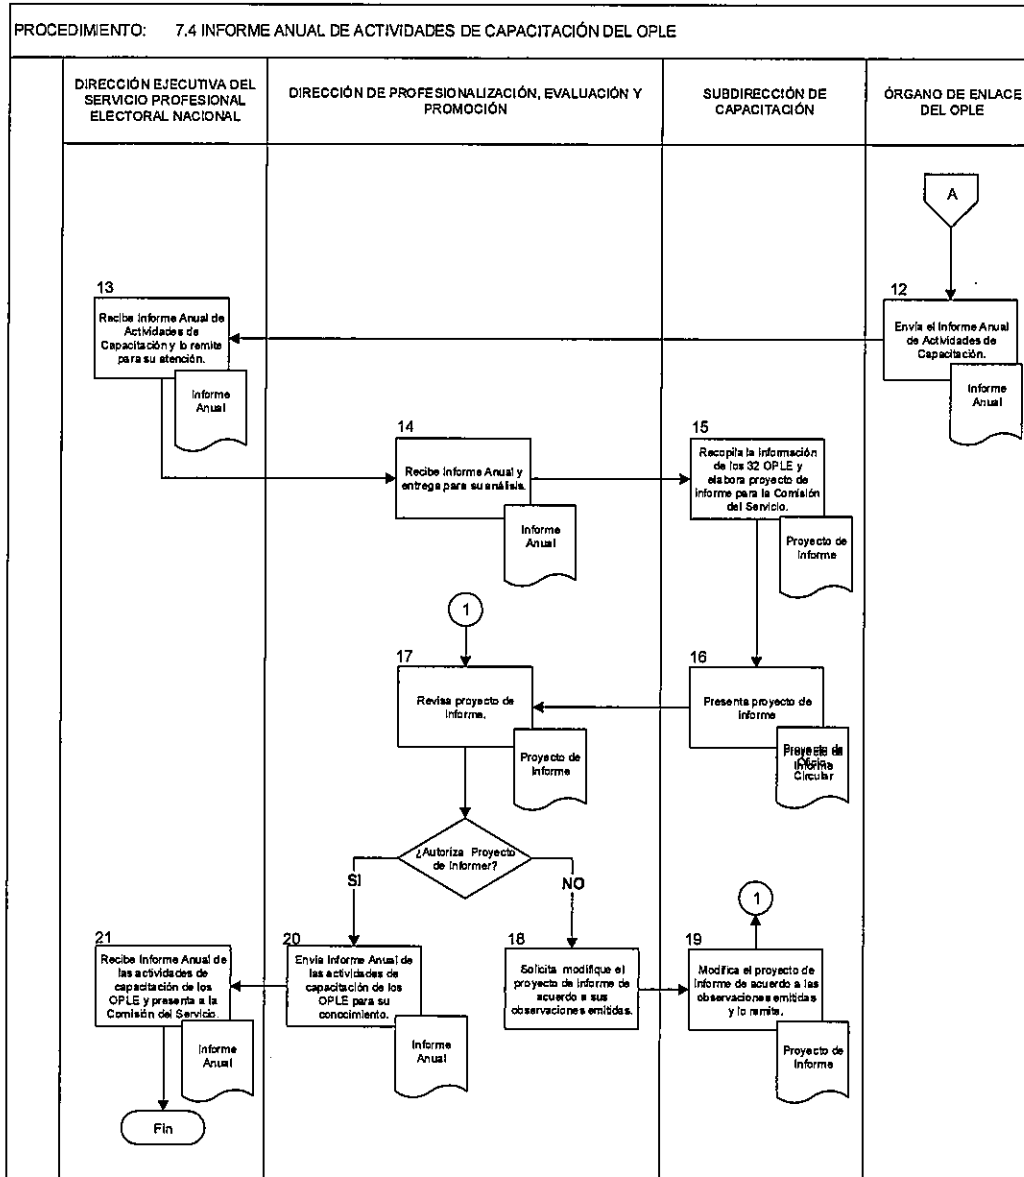 PROCEDIMIENTO: 7.4 INFORME ANUAL DE ACTIVIDADES DE CAPACITACIÓN DEL OPLE
DIRECCIÓN EJECUTIVA DEL
SERVICIO PROFESIONAL
ELECTORAL NACIONAL
DIRECCIÓN DE PROFESIONALIZACIÓN, EVALUACIÓN Y
PROMOCIÓN
SUBDIRECCIÓN DE
CAPACITACIÓN
ÓRGANO DE ENLACE
DEL OPLE
A
12
Envía el Informe Anual
de Actividades de
Capacitación.
Informe
Anual
13
Recibe Informe Anual de
Actividades de
Capacitación y lo remite
para su atención.
Informe
Anual
14
Recibe Informe Anual y
entrega para su análisis.
Informe
Anual
15
Recopila la información
de los 32 OPLE y
elabora proyecto de
informe para la Comisión
del Servicio.
Proyecto de
Informe
16
Presenta proyecto de
informe
Proyecto de
Informe
Oficio
Circular
1
17
Revisa proyecto de
Informe.
Proyecto de
Informe
¿Autoriza Proyecto
de Informer?
SI
NO
18
Solicita modifique el
proyecto de informe de
acuerdo a sus
observaciones emitidas.
19
Modifica el proyecto de
informe de acuerdo a las
observaciones emitidas
y lo remite.
Proyecto de
Informe
1
20
Envía Informe Anual de
las actividades de
capacitación de los
OPLE para su
conocimiento.
Informe
Anual
21
Recibe Informe Anual de
las actividades de
capacitación de los
OPLE y presenta a la
Comisión del Servicio.
Informe
Anual
Fin